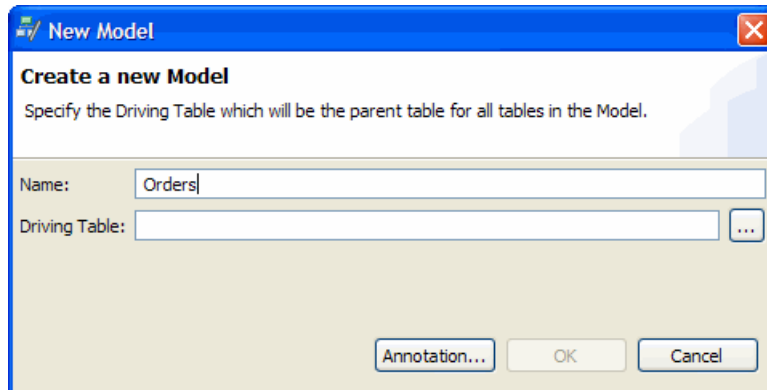 New Model
Create a new Model
Specify the Driving Table which will be the parent table for all tables in the Model.
Name: Orders
Driving Table: ...
Annotation... OK Cancel